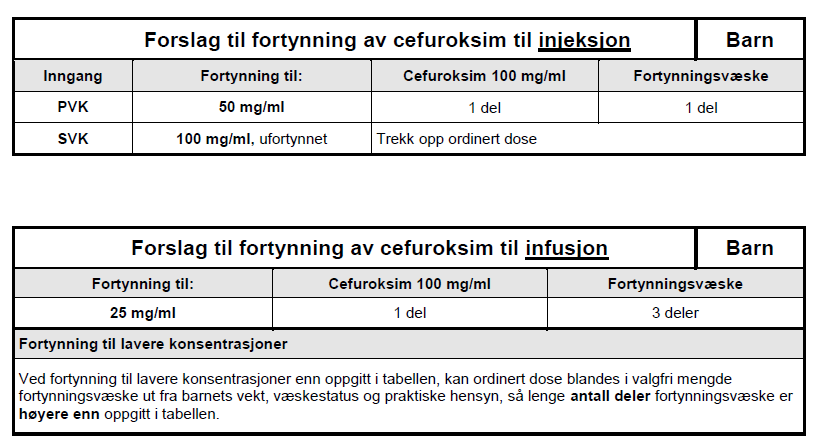 Forslag til fortynning av cefuroksim til injeksjon Barn
Inngang Fortynning til: Cefuroksim 100 mg/ml Fortynningsvæske
PVK 50 mg/ml 1 del 1 del
SVK 100 mg/ml, ufortynnet Trekk opp ordinert dose
Forslag til fortynning av cefuroksim til infusjon Barn
Fortynning til: Cefuroksim 100 mg/ml Fortynningsvæske
25 mg/ml 1 del 3 deler
Fortynning til lavere konsentrasjoner
Ved fortynning til lavere konsentrasjoner enn oppgitt i tabellen, kan ordinert dose blandes i valgfri mengde
fortynningsvæske ut fra barnets vekt, væskestatus og praktiske hensyn, så lenge antall deler fortynningsvæske er
høyere enn oppgitt i tabellen.